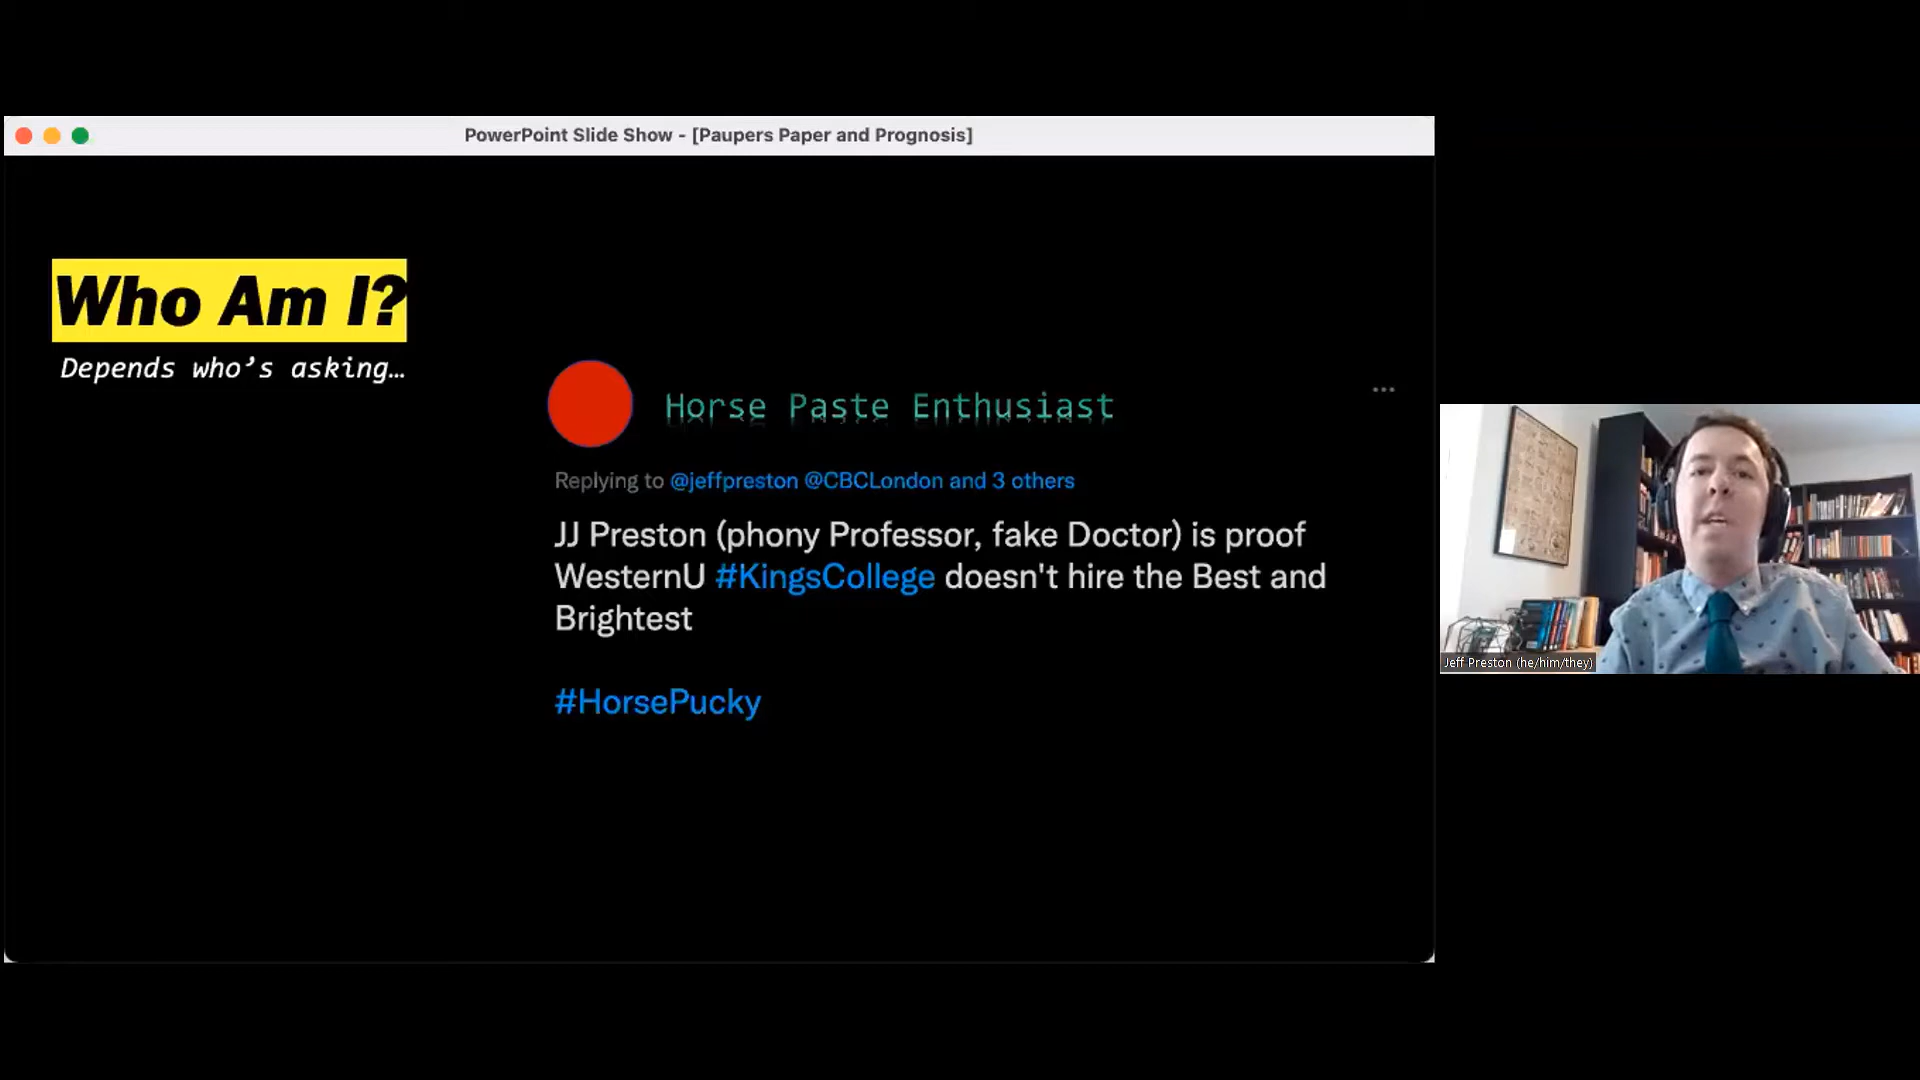 PowerPoint Slide Show - [Paupers Paper and Prognosis]
Who Am I?
Depends who's asking…
Horse Paste Enthusiast
Replying to @jeffpreston @CBCLondon and 3 others
JJ Preston (phony Professor, fake Doctor) is proof
WesternU #KingsCollege doesn't hire the Best and
Brightest
#HorsePucky
Jeff Preston (he/him/they)